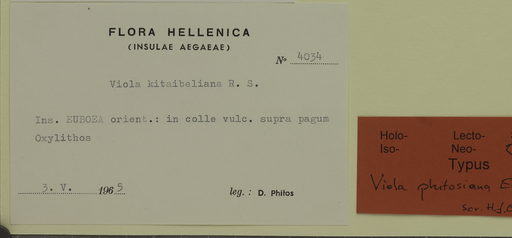 FLORA HELLENICA
(INSULAE AEGAEAE)
Nº 4034
Viola kitaibeliana R. S.
Ins. EUBOEA orient.: in colle vulc. supra pagum
Oxylithos
3. V. 1965
leg. : D. Phitos
Holo- Lecto-
Iso- Neo-
Typus
Viola phitosiana